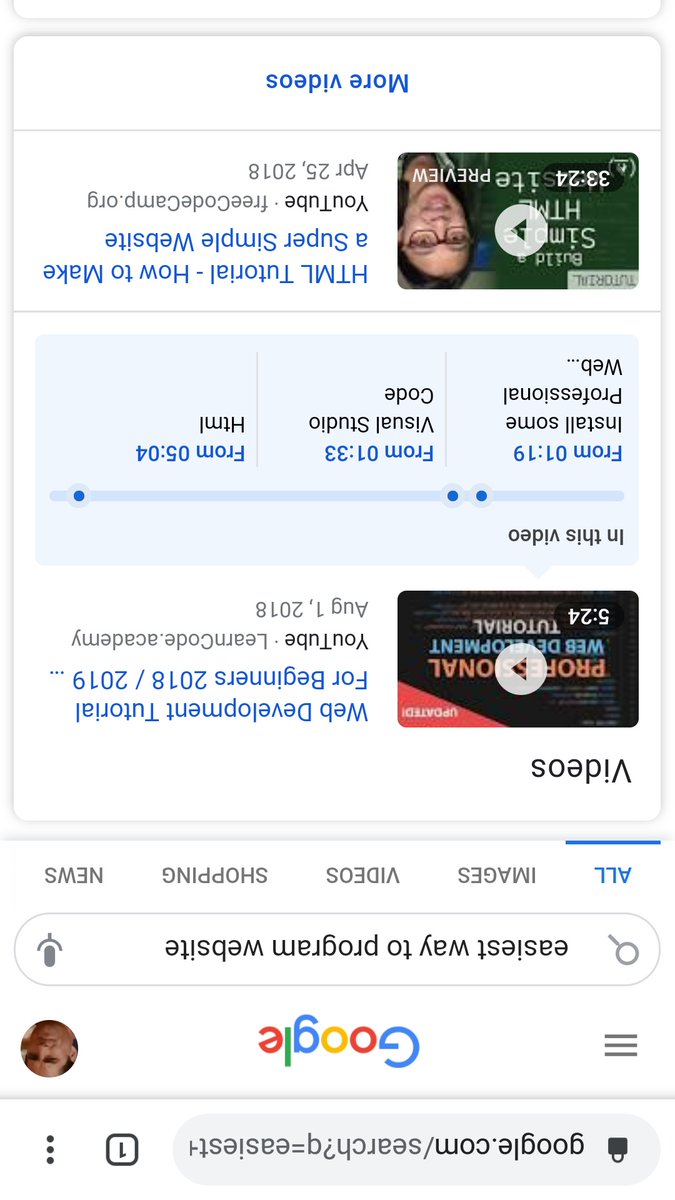 google.com/search?q=easiest+
1
Google
easiest way to program website
ALL IMAGES VIDEOS SHOPPING NEWS
Videos
UPDATED!
PROFESSIONAL
WEB DEVELOPMENT
TUTORIAL
5:24
Web Development Tutorial
For Beginners 2018 / 2019 ...
YouTube · LearnCode.academy
Aug 1, 2018
In this video
From 01:19
Install some
Professional
Web...
From 01:33
Visual Studio
Code
From 05:04
Html
TUTORIAL
Build a
Simple
HTML
33:24
PREVIEW
HTML Tutorial - How to Make
a Super Simple Website
YouTube · freeCodeCamp.org
Apr 25, 2018
More videos